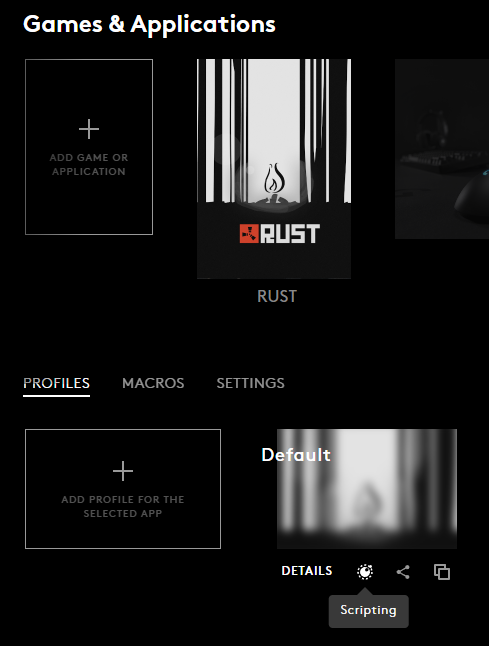 Games & Applications
ADD GAME OR
APPLICATION
RUST
RUST
PROFILES
MACROS
SETTINGS
ADD PROFILE FOR THE
SELECTED APP
Default
DETAILS
Scripting